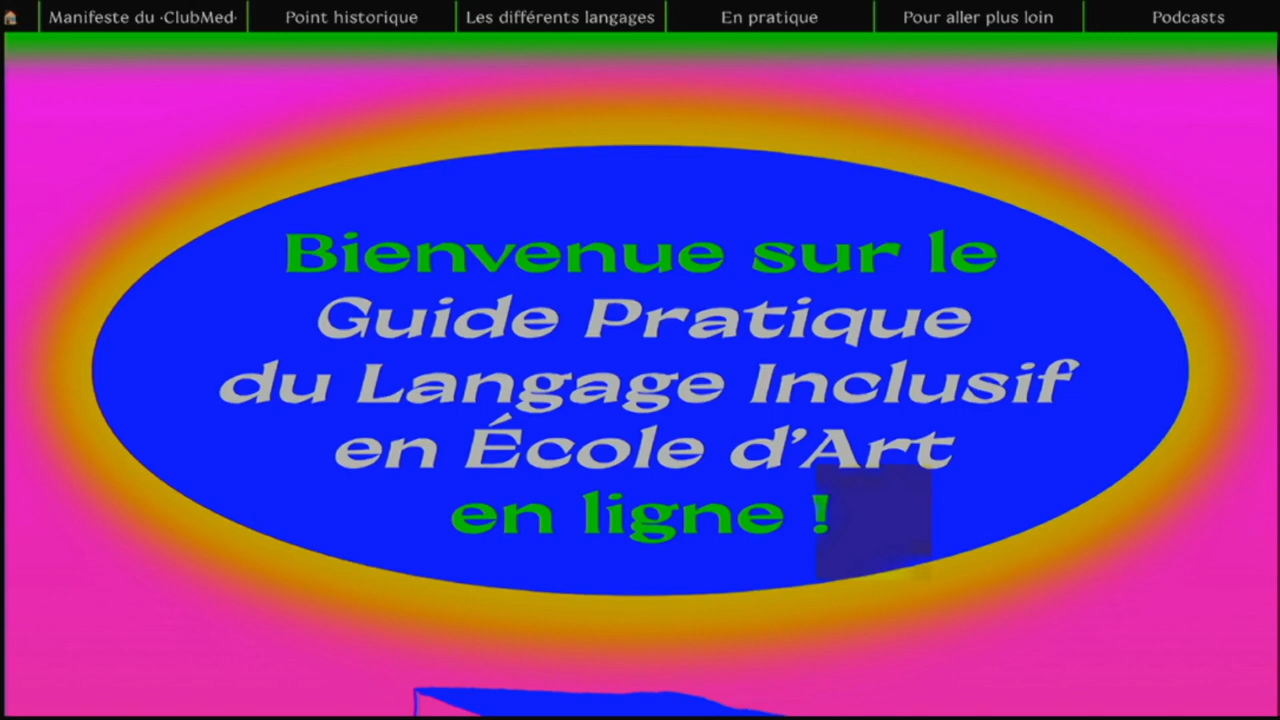 Manifeste du ·ClubMed·
Point historique
Les différents langages
En pratique
Pour aller plus loin
Podcasts
Bienvenue sur le
Guide Pratique
du Langage Inclusif
en École d'Art
en ligne !